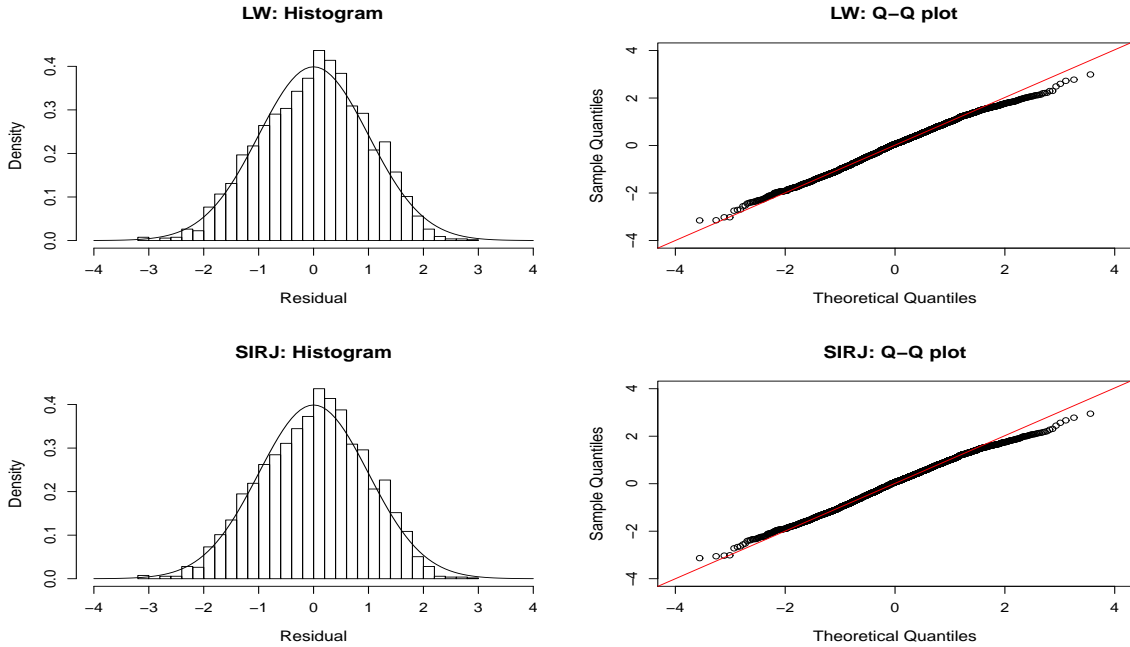 LW: Histogram
Density
0.0 0.1 0.2 0.3 0.4
−4 −3 −2 −1 0 1 2 3 4
Residual
LW: Q−Q plot
Sample Quantiles
−4 −2 0 2 4
−4 −2 0 2 4
Theoretical Quantiles
SIRJ: Histogram
Density
0.0 0.1 0.2 0.3 0.4
−4 −3 −2 −1 0 1 2 3 4
Residual
SIRJ: Q−Q plot
Sample Quantiles
−4 −2 0 2 4
−4 −2 0 2 4
Theoretical Quantiles